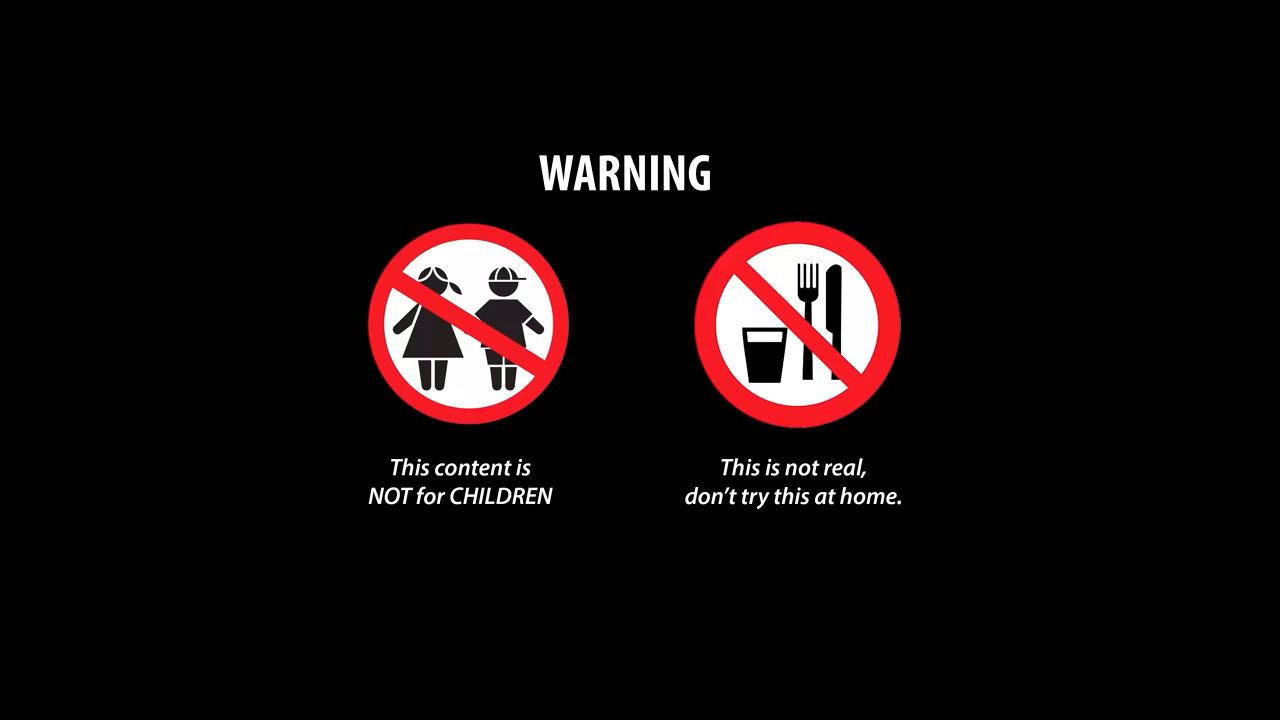 WARNING
This content is
NOT for CHILDREN
This is not real,
don't try this at home.